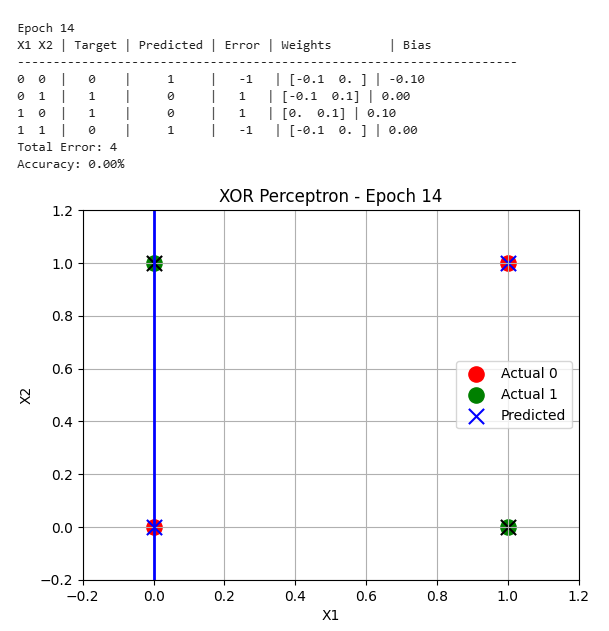 Epoch 14
X1 X2 | Target | Predicted | Error | Weights | Bias
--------------------------------------------------------------------
0 0 | 0 | 1 | -1 | [-0.1 0. ] | -0.10
0 1 | 1 | 0 | 1 | [-0.1 0.1] | 0.00
1 0 | 1 | 0 | 1 | [0. 0.1] | 0.10
1 1 | 0 | 1 | -1 | [-0.1 0. ] | 0.00
Total Error: 4
Accuracy: 0.00%
XOR Perceptron - Epoch 14
1.2
1.0
0.8
0.6
0.4
0.2
0.0
−0.2
X2
Actual 0
Actual 1
Predicted
−0.2 0.0 0.2 0.4 0.6 0.8 1.0 1.2
X1